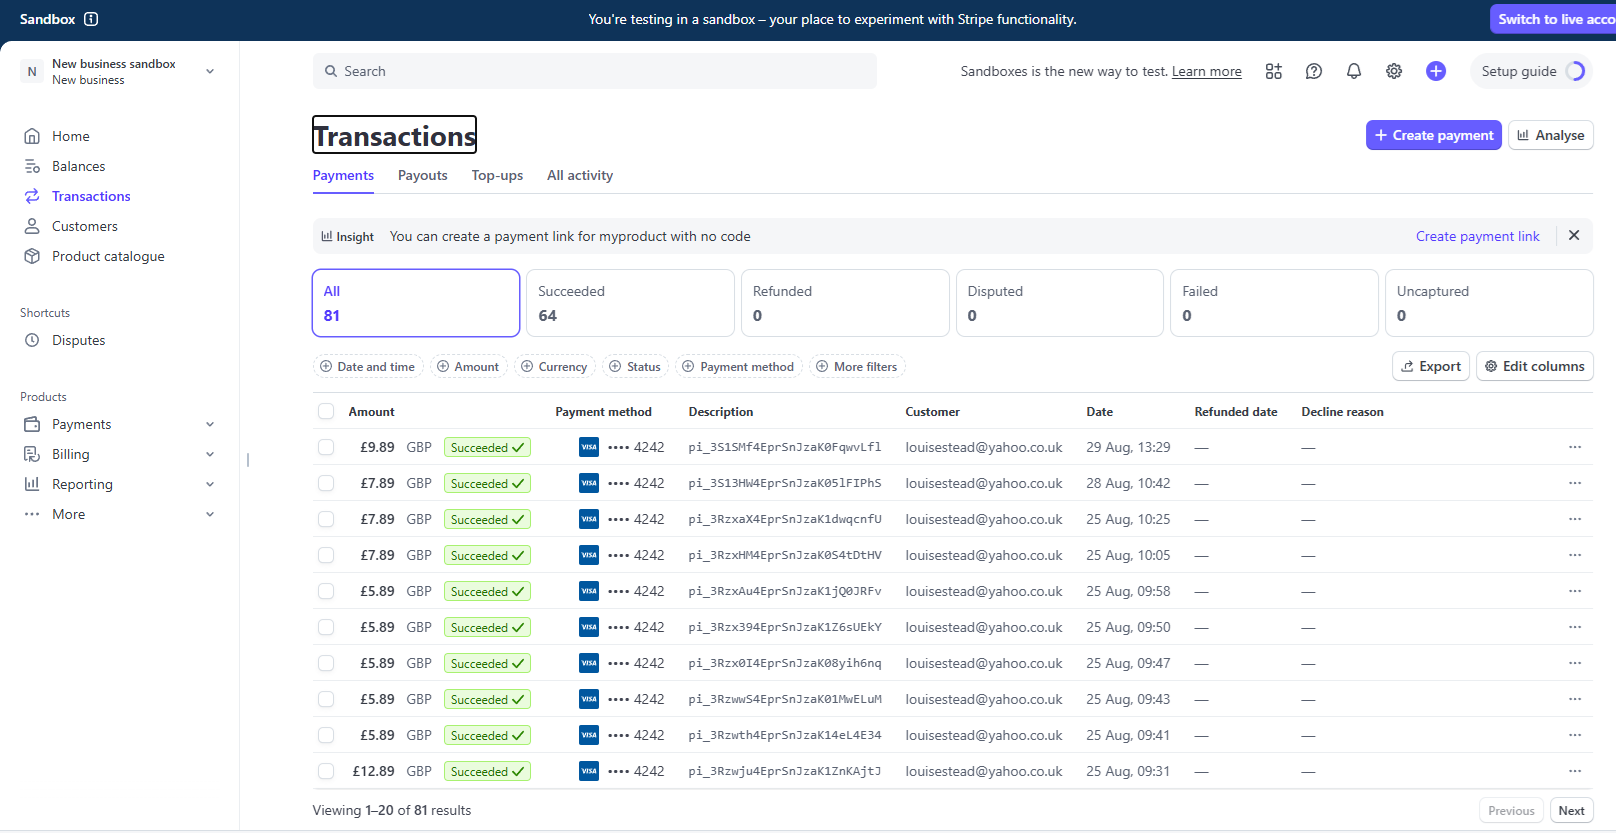 Sandbox
You're testing in a sandbox – your place to experiment with Stripe functionality.
Switch to live acco
N
New business sandbox
New business
Search
Sandboxes is the new way to test. Learn more
Setup guide
Home
Balances
Transactions
Customers
Product catalogue
Shortcuts
Disputes
Products
Payments
Billing
Reporting
More
Transactions
Create payment
Analyse
Payments Payouts Top-ups All activity
Insight You can create a payment link for myproduct with no code Create payment link
All Succeeded Refunded Disputed Failed Uncaptured
81 64 0 0 0 0
Date and time Amount Currency Status Payment method More filters Export Edit columns
Amount Payment method Description Customer Date Refunded date Decline reason
£9.89 GBP Succeeded VISA •••• 4242 pi_3S1SMf4EprSnJzaK0FqwvLfl louisestead@yahoo.co.uk 29 Aug, 13:29 — —
£7.89 GBP Succeeded VISA •••• 4242 pi_3S13HW4EprSnJzaK05lFIPhS louisestead@yahoo.co.uk 28 Aug, 10:42 — —
£7.89 GBP Succeeded VISA •••• 4242 pi_3RzxaX4EprSnJzaK1dwqcnfU louisestead@yahoo.co.uk 25 Aug, 10:25 — —
£7.89 GBP Succeeded VISA •••• 4242 pi_3RzxHM4EprSnJzaK0S4tDtHV louisestead@yahoo.co.uk 25 Aug, 10:05 — —
£5.89 GBP Succeeded VISA •••• 4242 pi_3RzxAu4EprSnJzaK1jQ0JRFv louisestead@yahoo.co.uk 25 Aug, 09:58 — —
£5.89 GBP Succeeded VISA •••• 4242 pi_3Rzx394EprSnJzaK1Z6sUEkY louisestead@yahoo.co.uk 25 Aug, 09:50 — —
£5.89 GBP Succeeded VISA •••• 4242 pi_3Rzx0I4EprSnJzaK08yih6nq louisestead@yahoo.co.uk 25 Aug, 09:47 — —
£5.89 GBP Succeeded VISA •••• 4242 pi_3RzwwS4EprSnJzaK01MwELuM louisestead@yahoo.co.uk 25 Aug, 09:43 — —
£5.89 GBP Succeeded VISA •••• 4242 pi_3Rzwth4EprSnJzaK14eL4E34 louisestead@yahoo.co.uk 25 Aug, 09:41 — —
£12.89 GBP Succeeded VISA •••• 4242 pi_3Rzwju4EprSnJzaK1ZnKAjtJ louisestead@yahoo.co.uk 25 Aug, 09:31 — —
Viewing 1–20 of 81 results
Previous Next